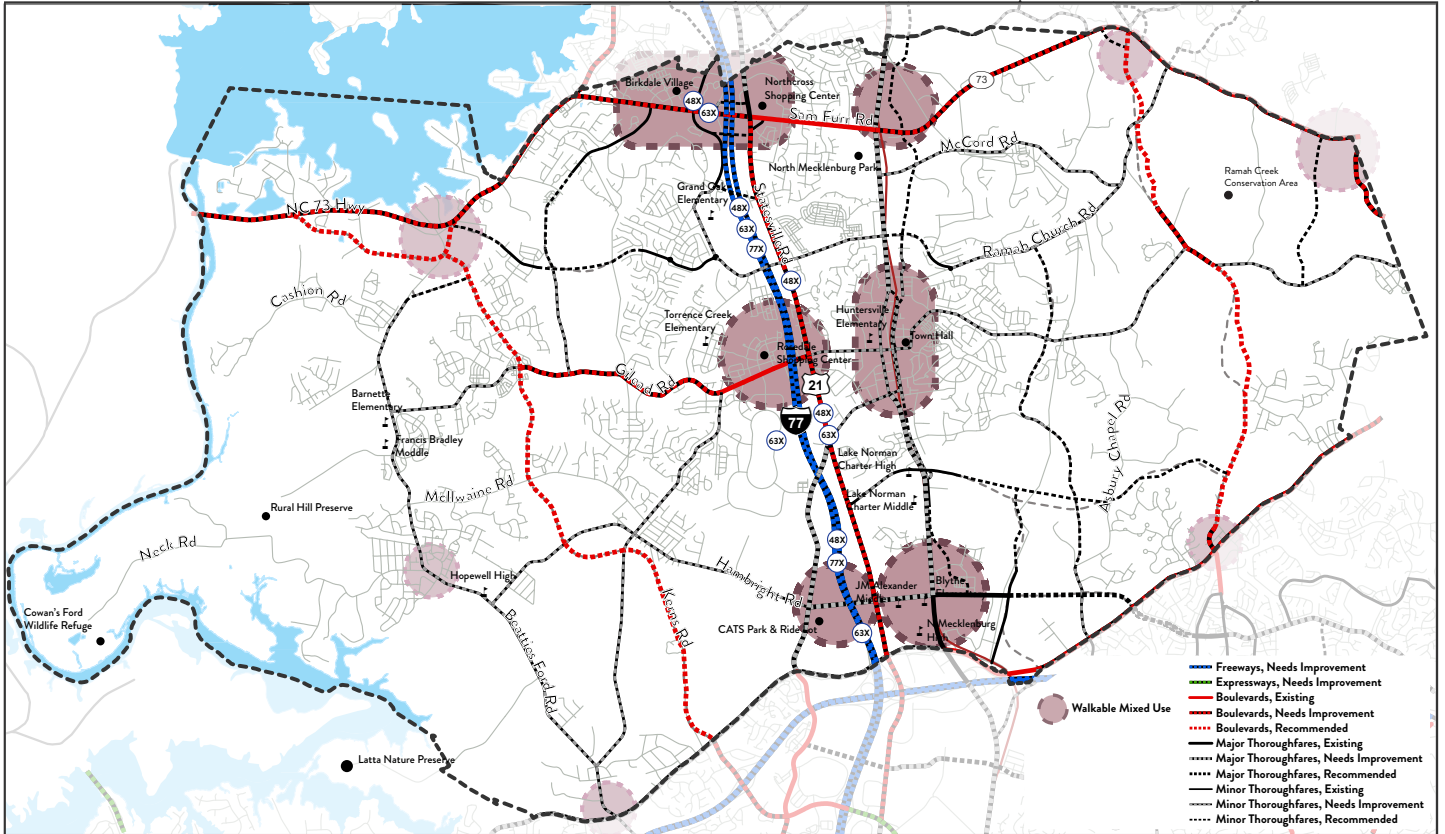 Birkdale Village
Northcross
Shopping Center
48X
63X
73
Sam Furr Rd
McCord Rd
North Mecklenburg Park
Ramah Creek
Conservation Area
Grand Oak
Elementary
Statesville Rd
NC 73 Hwy
48X
63X
77X
Ramah Church Rd
48X
Cashion Rd
Torrence Creek
Elementary
Huntersville
Elementary
Town Hall
Rosedale
Shopping Center
Gilead Rd
21
77
Barnette
Elementary
48X
63X
63X
Francis Bradley
Moddle
Asbury Chapel Rd
Lake Norman
Charter High
McIlwaine Rd
Lake Norman
Charter Middle
Rural Hill Preserve
Neck Rd
48X
77X
Hambright Rd
Hopewell High
JM Alexander
Middle
Blythe
Cowan's Ford
Wildlife Refuge
Beatties Ford Rd
Kerns Rd
CATS Park & Ride Lot
63X
N Mecklenburg
High
Latta Nature Preserve
Walkable Mixed Use
Freeways, Needs Improvement
Expressways, Needs Improvement
Boulevards, Existing
Boulevards, Needs Improvement
Boulevards, Recommended
Major Thoroughfares, Existing
Major Thoroughfares, Needs Improvement
Major Thoroughfares, Recommended
Minor Thoroughfares, Existing
Minor Thoroughfares, Needs Improvement
Minor Thoroughfares, Recommended